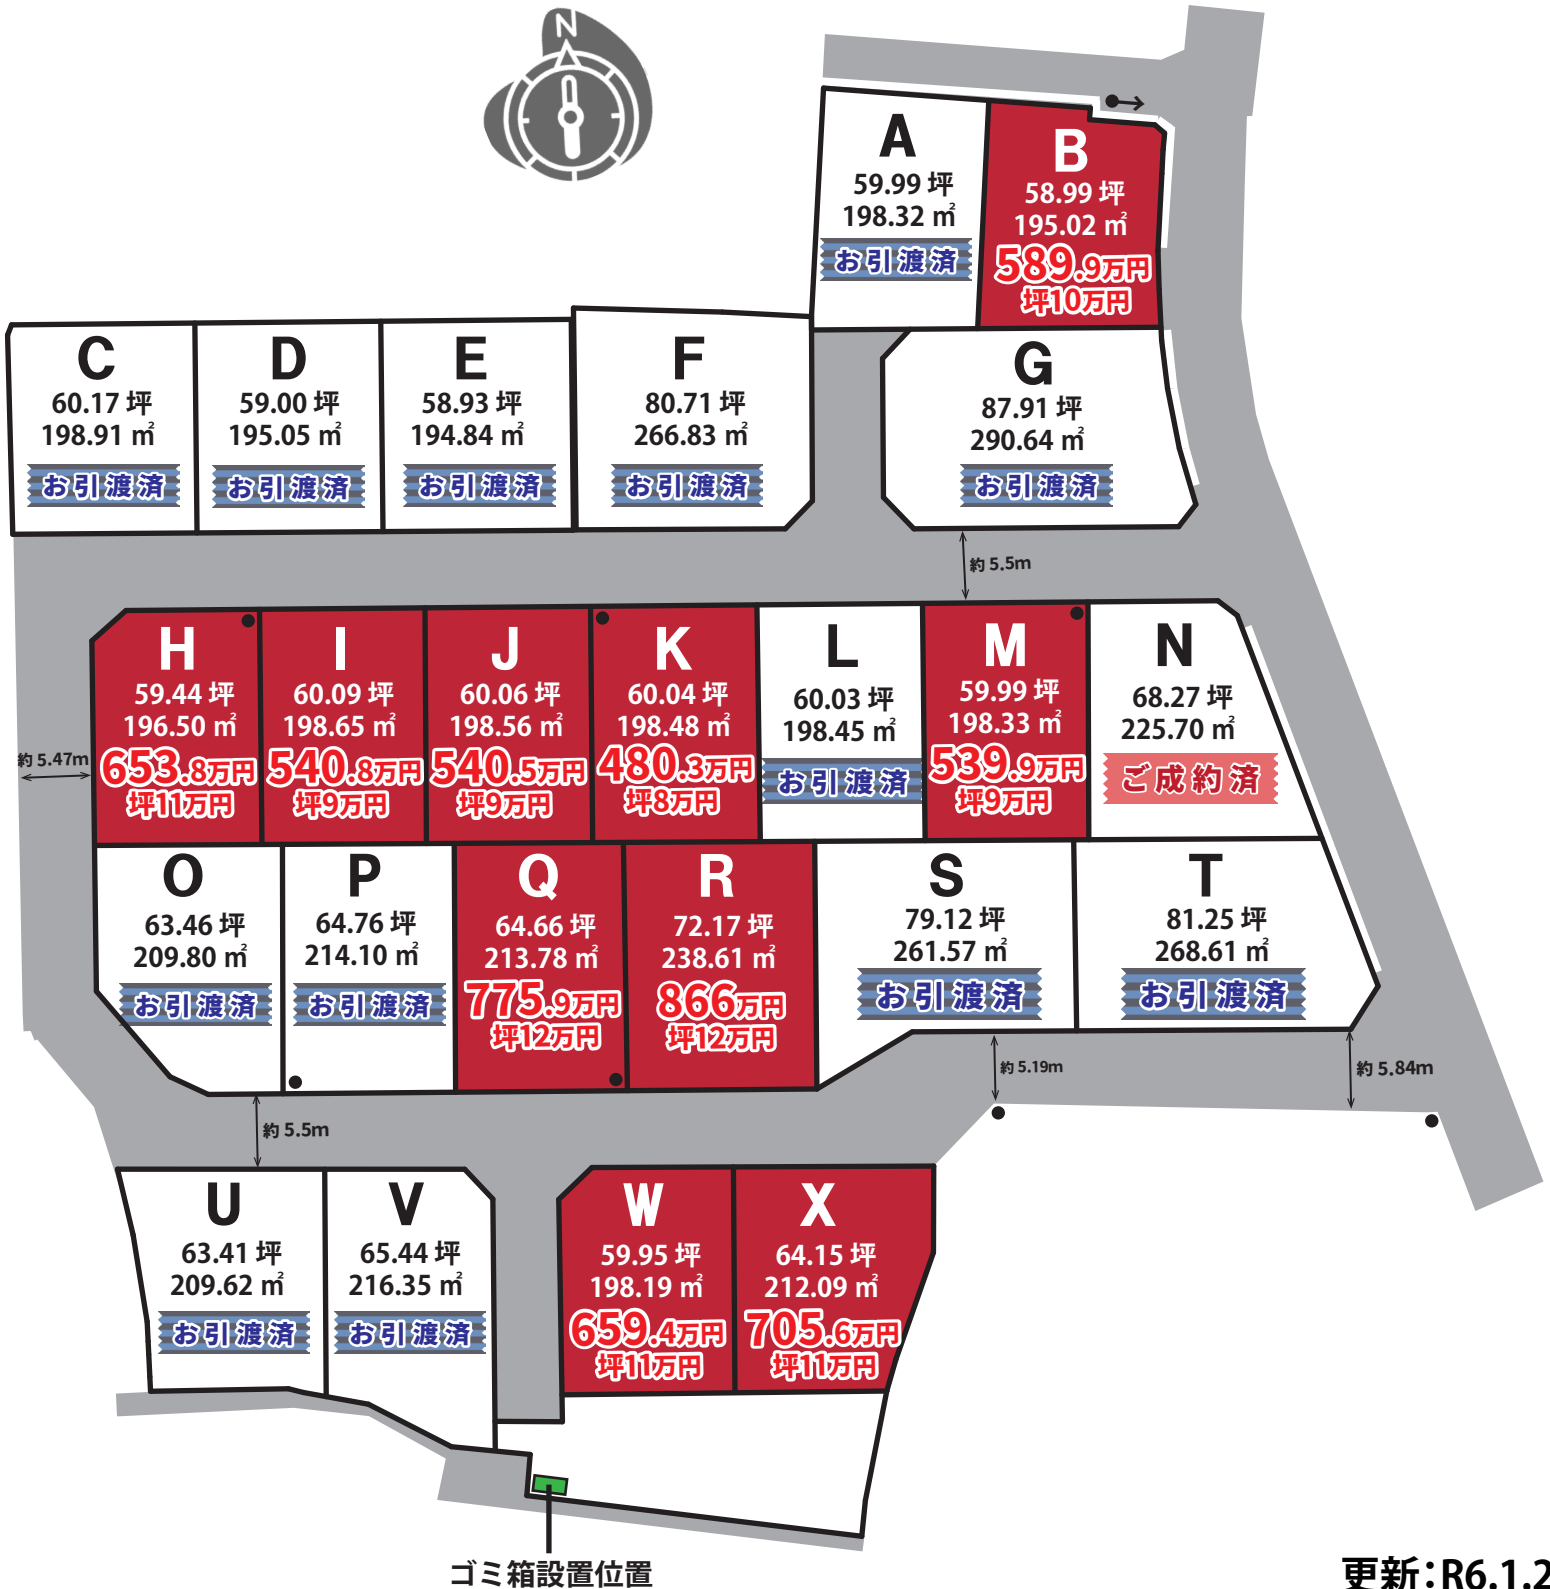 N
A
59.99 坪
198.32 ㎡
お引渡済
B
58.99 坪
195.02 ㎡
589.9万円
坪10万円
C
60.17 坪
198.91 ㎡
お引渡済
D
59.00 坪
195.05 ㎡
お引渡済
E
58.93 坪
194.84 ㎡
お引渡済
F
80.71 坪
266.83 ㎡
お引渡済
G
87.91 坪
290.64 ㎡
お引渡済
約 5.5m
H
59.44 坪
196.50 ㎡
653.8万円
坪11万円
I
60.09 坪
198.65 ㎡
540.8万円
坪9万円
J
60.06 坪
198.56 ㎡
540.5万円
坪9万円
K
60.04 坪
198.48 ㎡
480.3万円
坪8万円
L
60.03 坪
198.45 ㎡
お引渡済
M
59.99 坪
198.33 ㎡
539.9万円
坪9万円
N
68.27 坪
225.70 ㎡
ご成約済
約 5.47m
O
63.46 坪
209.80 ㎡
お引渡済
P
64.76 坪
214.10 ㎡
お引渡済
Q
64.66 坪
213.78 ㎡
775.9万円
坪12万円
R
72.17 坪
238.61 ㎡
866万円
坪12万円
S
79.12 坪
261.57 ㎡
お引渡済
T
81.25 坪
268.61 ㎡
お引渡済
約 5.19m
約 5.84m
約 5.5m
U
63.41 坪
209.62 ㎡
お引渡済
V
65.44 坪
216.35 ㎡
お引渡済
W
59.95 坪
198.19 ㎡
659.4万円
坪11万円
X
64.15 坪
212.09 ㎡
705.6万円
坪11万円
ゴミ箱設置位置
更新：R6.1.2